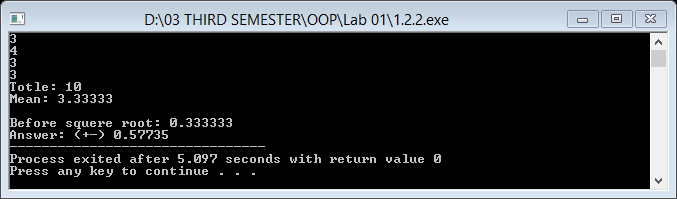 D:\03 THIRD SEMESTER\OOP\Lab 01\1.2.2.exe
3
4
3
3
Totle: 10
Mean: 3.33333
Before squere root: 0.333333
Answer: (+-) 0.57735
--------------------------------
Process exited after 5.097 seconds with return value 0
Press any key to continue . . .